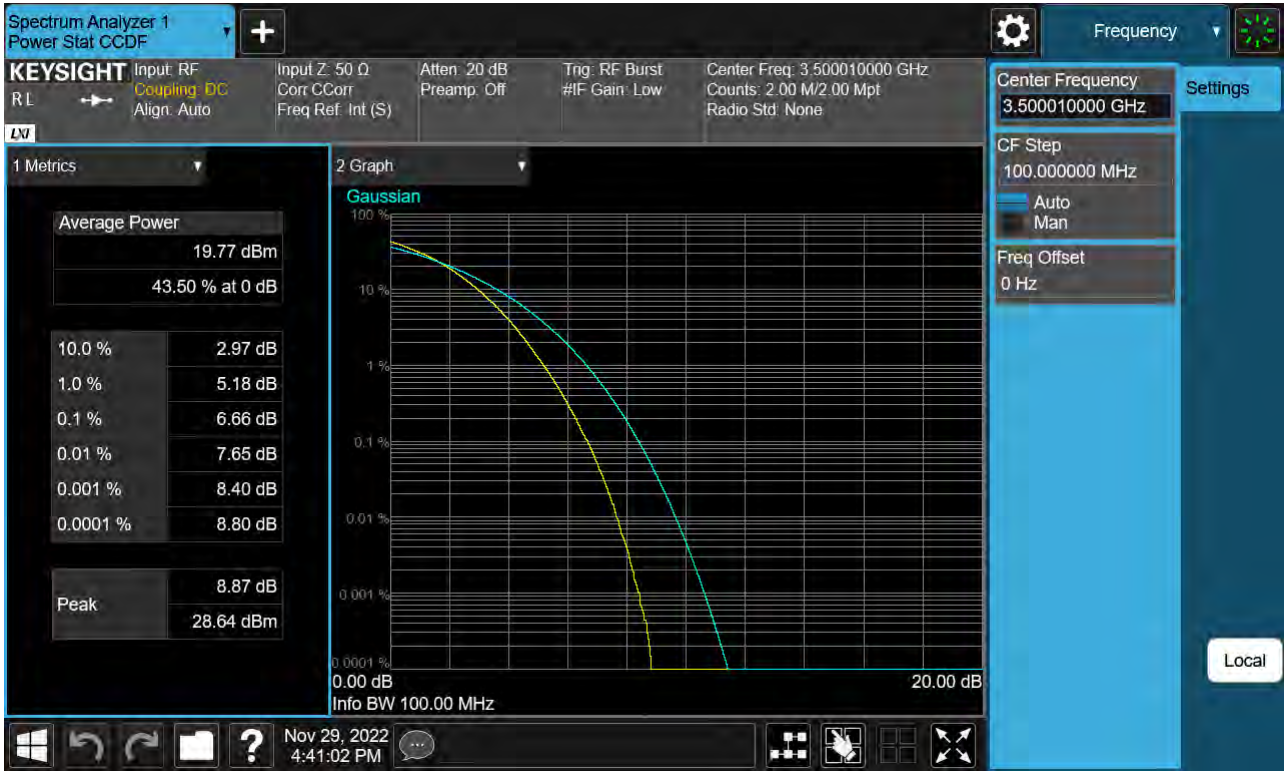 Spectrum Analyzer 1
Power Stat CCDF
Frequency
KEYSIGHT
RL
LXI
Input: RF
Coupling: DC
Align: Auto
Input Z: 50 Ω
Corr CCorr
Freq Ref: Int (S)
Atten: 20 dB
Preamp: Off
Trig: RF Burst
#IF Gain: Low
Center Freq: 3.500010000 GHz
Counts: 2.00 M/2.00 Mpt
Radio Std: None
Center Frequency
3.500010000 GHz
Settings
CF Step
100.000000 MHz
Auto
Man
Freq Offset
0 Hz
1 Metrics
Average Power
19.77 dBm
43.50 % at 0 dB
10.0 % 2.97 dB
1.0 % 5.18 dB
0.1 % 6.66 dB
0.01 % 7.65 dB
0.001 % 8.40 dB
0.0001 % 8.80 dB
Peak
8.87 dB
28.64 dBm
2 Graph
Gaussian
100 %
10 %
1 %
0.1 %
0.01 %
0.001 %
0.0001 %
0.00 dB 20.00 dB
Info BW 100.00 MHz
Local
?
Nov 29, 2022
4:41:02 PM